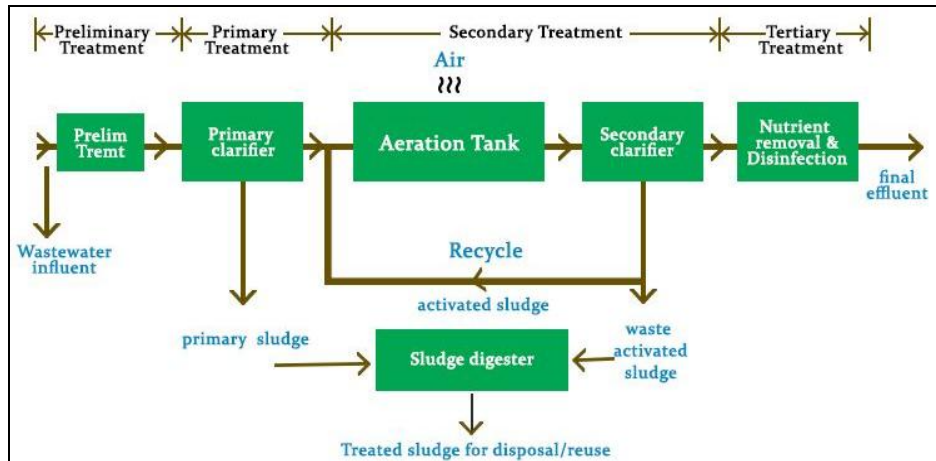 Preliminary
Treatment
Primary
Treatment
Secondary Treatment
Tertiary
Treatment
Air
Prelim
Tremt
Primary
clarifier
Aeration Tank
Secondary
clarifier
Nutrient
removal &
Disinfection
final
effluent
Wastewater
influent
Recycle
activated sludge
primary sludge
Sludge digester
waste
activated
sludge
Treated sludge for disposal/reuse